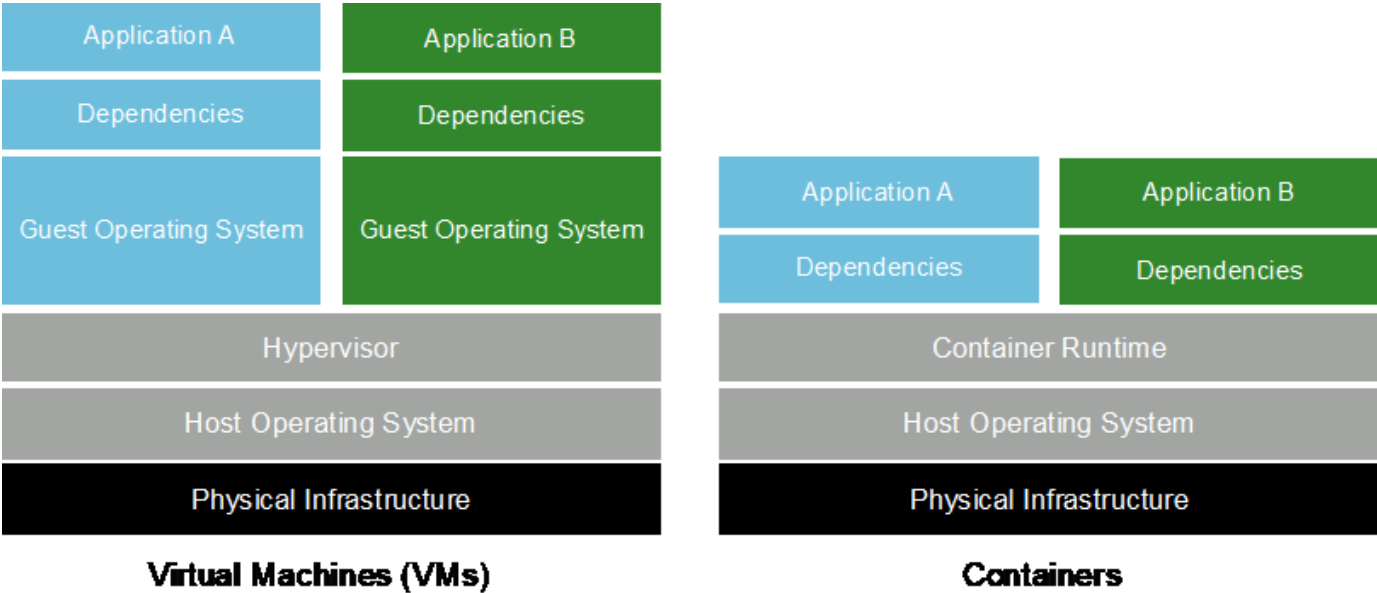 Application A
Application B
Dependencies
Dependencies
Guest Operating System
Guest Operating System
Hypervisor
Host Operating System
Physical Infrastructure
Virtual Machines (VMs)
Application A
Application B
Dependencies
Dependencies
Container Runtime
Host Operating System
Physical Infrastructure
Containers